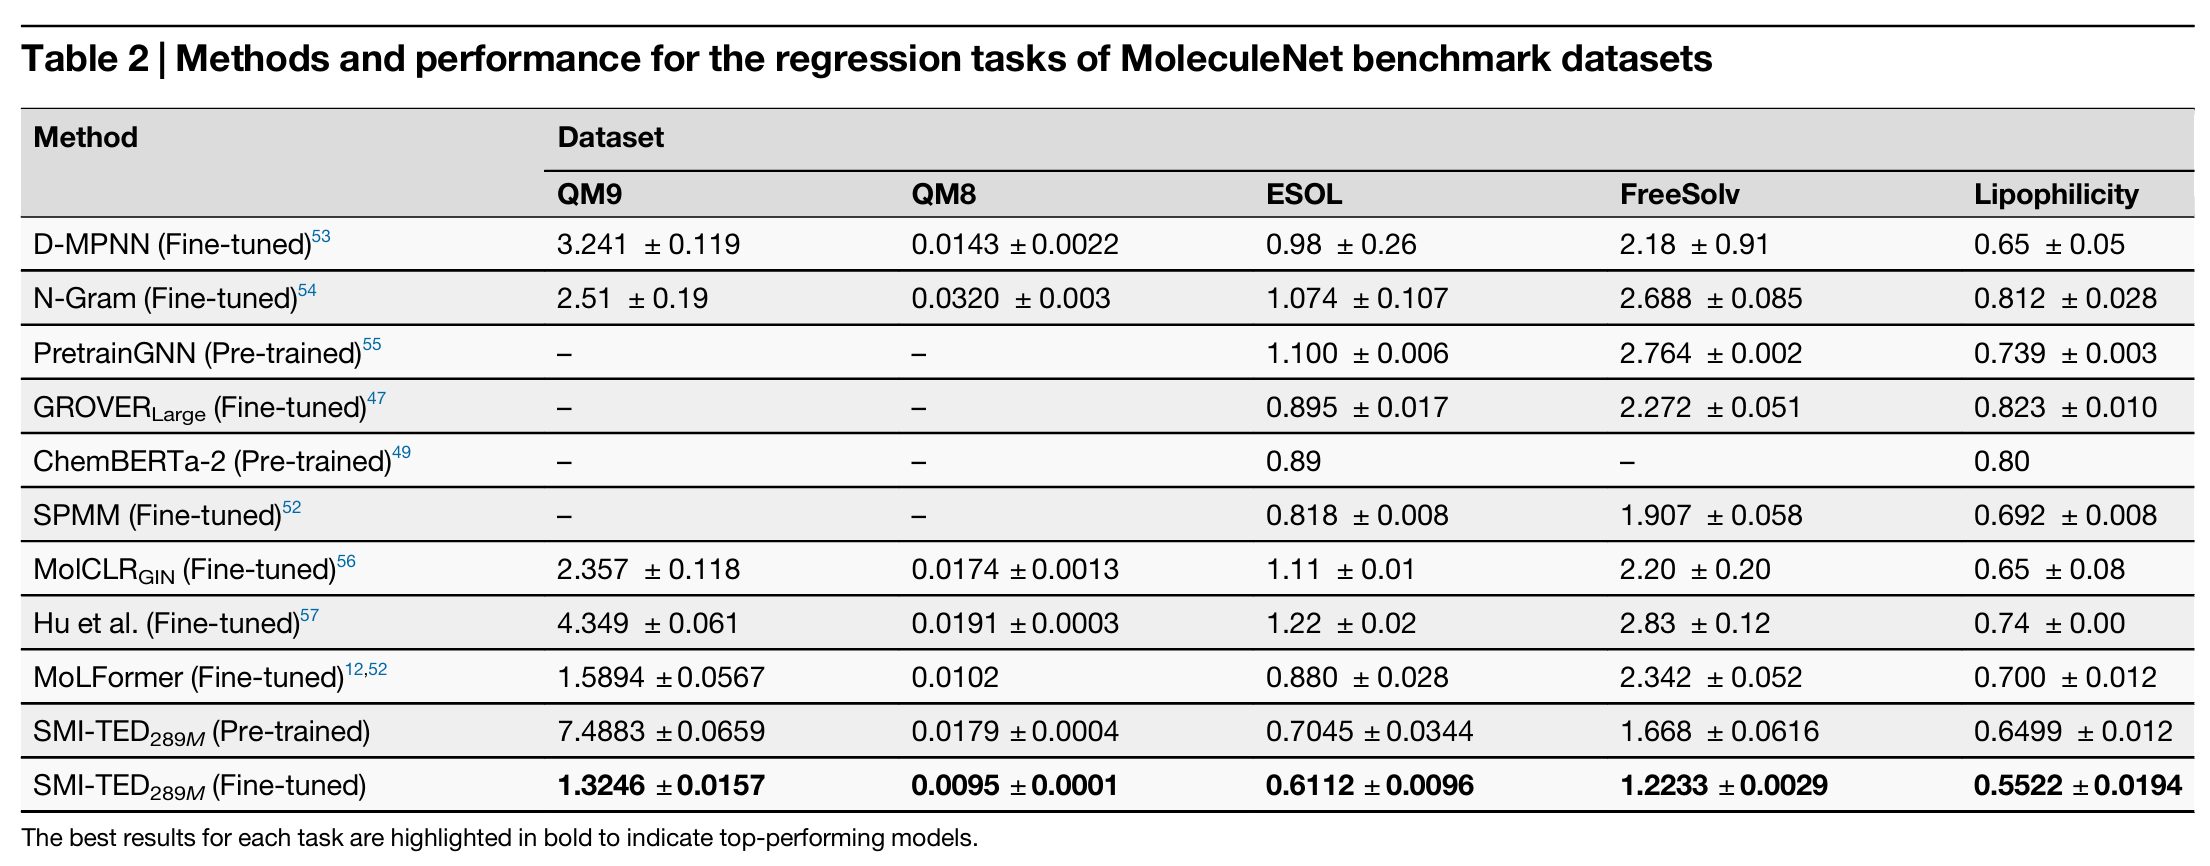 Table 2 | Methods and performance for the regression tasks of MoleculeNet benchmark datasets
Method Dataset
QM9 QM8 ESOL FreeSolv Lipophilicity
D-MPNN (Fine-tuned)53 3.241 ± 0.119 0.0143 ± 0.0022 0.98 ± 0.26 2.18 ± 0.91 0.65 ± 0.05
N-Gram (Fine-tuned)54 2.51 ± 0.19 0.0320 ± 0.003 1.074 ± 0.107 2.688 ± 0.085 0.812 ± 0.028
PretrainGNN (Pre-trained)55 – – 1.100 ± 0.006 2.764 ± 0.002 0.739 ± 0.003
GROVERLarge (Fine-tuned)47 – – 0.895 ± 0.017 2.272 ± 0.051 0.823 ± 0.010
ChemBERTa-2 (Pre-trained)49 – – 0.89 – 0.80
SPMM (Fine-tuned)52 – – 0.818 ± 0.008 1.907 ± 0.058 0.692 ± 0.008
MolCLRGIN (Fine-tuned)56 2.357 ± 0.118 0.0174 ± 0.0013 1.11 ± 0.01 2.20 ± 0.20 0.65 ± 0.08
Hu et al. (Fine-tuned)57 4.349 ± 0.061 0.0191 ± 0.0003 1.22 ± 0.02 2.83 ± 0.12 0.74 ± 0.00
MoLFormer (Fine-tuned)12,52 1.5894 ± 0.0567 0.0102 0.880 ± 0.028 2.342 ± 0.052 0.700 ± 0.012
SMI-TED289M (Pre-trained) 7.4883 ± 0.0659 0.0179 ± 0.0004 0.7045 ± 0.0344 1.668 ± 0.0616 0.6499 ± 0.012
SMI-TED289M (Fine-tuned) 1.3246 ± 0.0157 0.0095 ± 0.0001 0.6112 ± 0.0096 1.2233 ± 0.0029 0.5522 ± 0.0194
The best results for each task are highlighted in bold to indicate top-performing models.